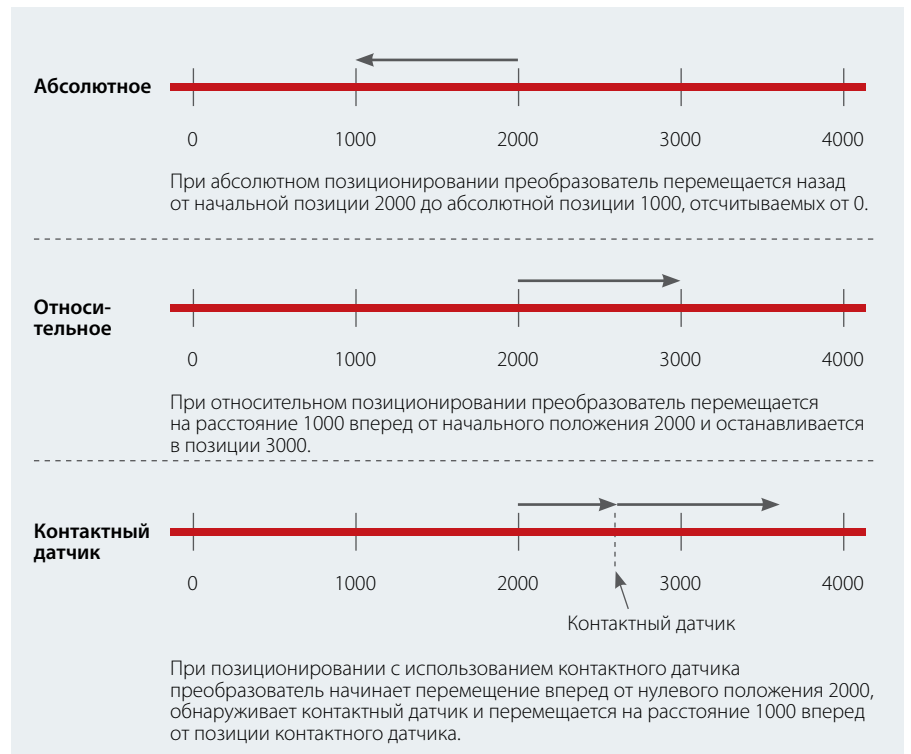 Абсолютное
0 1000 2000 3000 4000
При абсолютном позиционировании преобразователь перемещается назад
от начальной позиции 2000 до абсолютной позиции 1000, отсчитываемых от 0.
Относи-
тельное
0 1000 2000 3000 4000
При относительном позиционировании преобразователь перемещается
на расстояние 1000 вперед от начального положения 2000 и останавливается
в позиции 3000.
Контактный
датчик
0 1000 2000 3000 4000
Контактный датчик
При позиционировании с использованием контактного датчика
преобразователь начинает перемещение вперед от нулевого положения 2000,
обнаруживает контактный датчик и перемещается на расстояние 1000 вперед
от позиции контактного датчика.